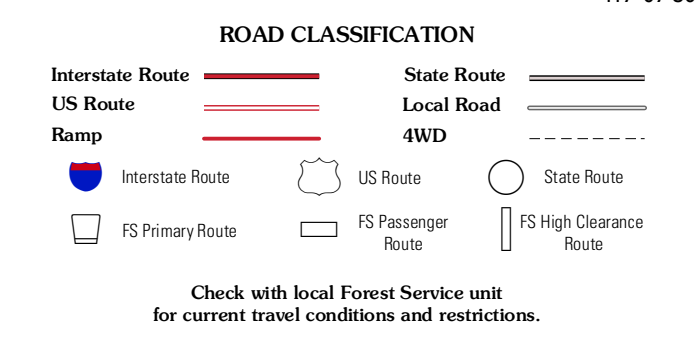 ROAD CLASSIFICATION
Interstate Route
State Route
US Route
Local Road
Ramp
4WD
Interstate Route
US Route
State Route
FS Primary Route
FS Passenger
Route
FS High Clearance
Route
Check with local Forest Service unit
for current travel conditions and restrictions.